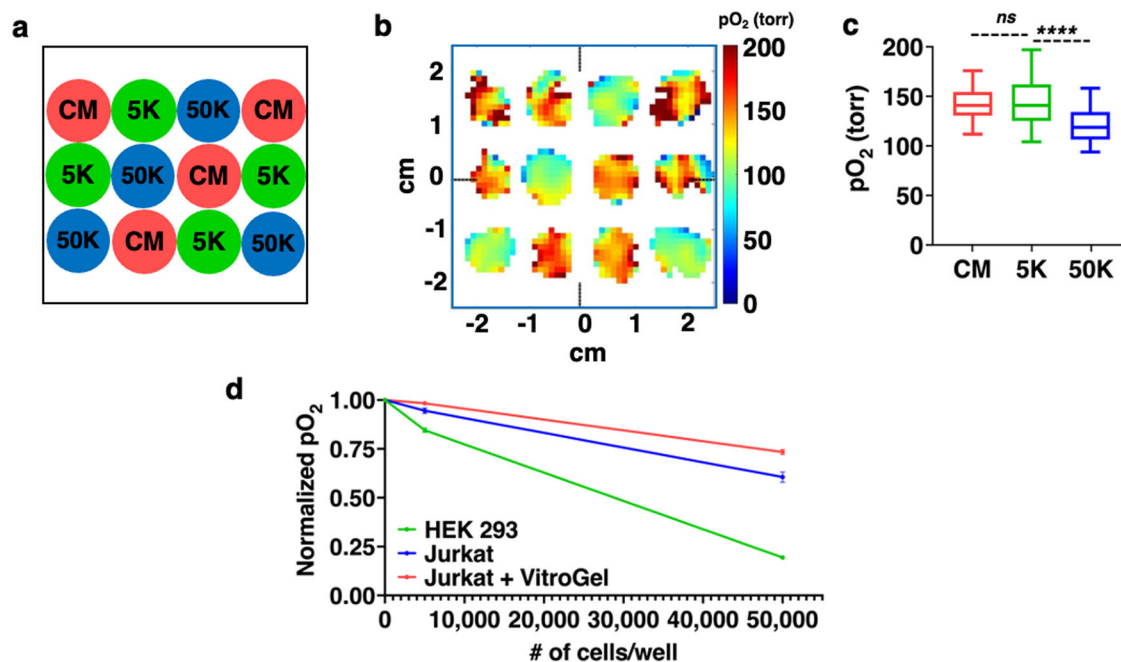 a
CM 5K 50K CM
5K 50K CM 5K
50K CM 5K 50K
b
pO2 (torr)
2
1
0
-1
-2
cm
-2 -1 0 1 2
cm
200
150
100
50
0
c
ns ****
200
150
100
50
0
pO2 (torr)
CM 5K 50K
d
1.00
0.75
0.50
0.25
0.00
Normalized pO2
HEK 293
Jurkat
Jurkat + VitroGel
0 10,000 20,000 30,000 40,000 50,000
# of cells/well